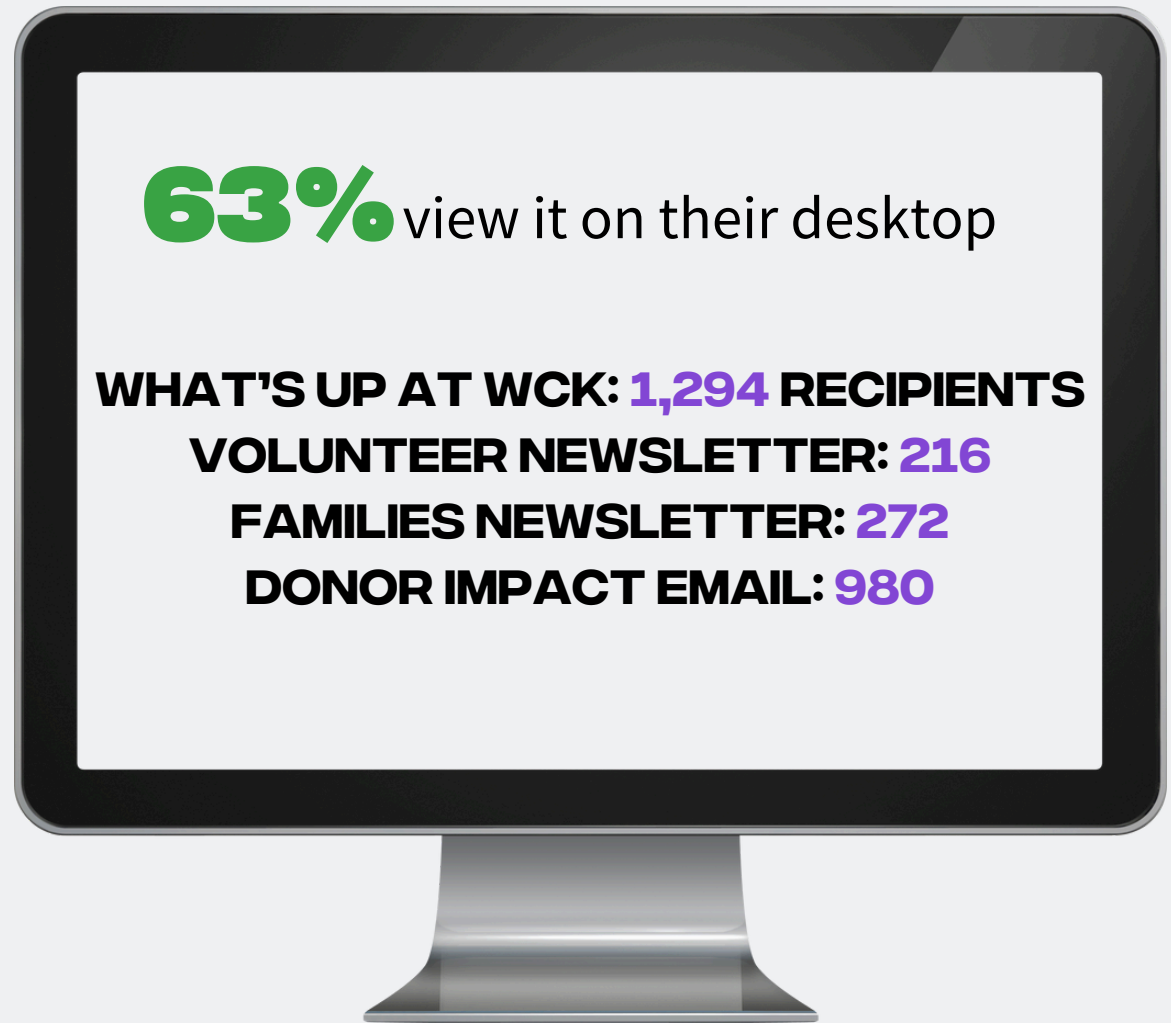 63% view it on their desktop
WHAT'S UP AT WCK: 1,294 RECIPIENTS
VOLUNTEER NEWSLETTER: 216
FAMILIES NEWSLETTER: 272
DONOR IMPACT EMAIL: 980